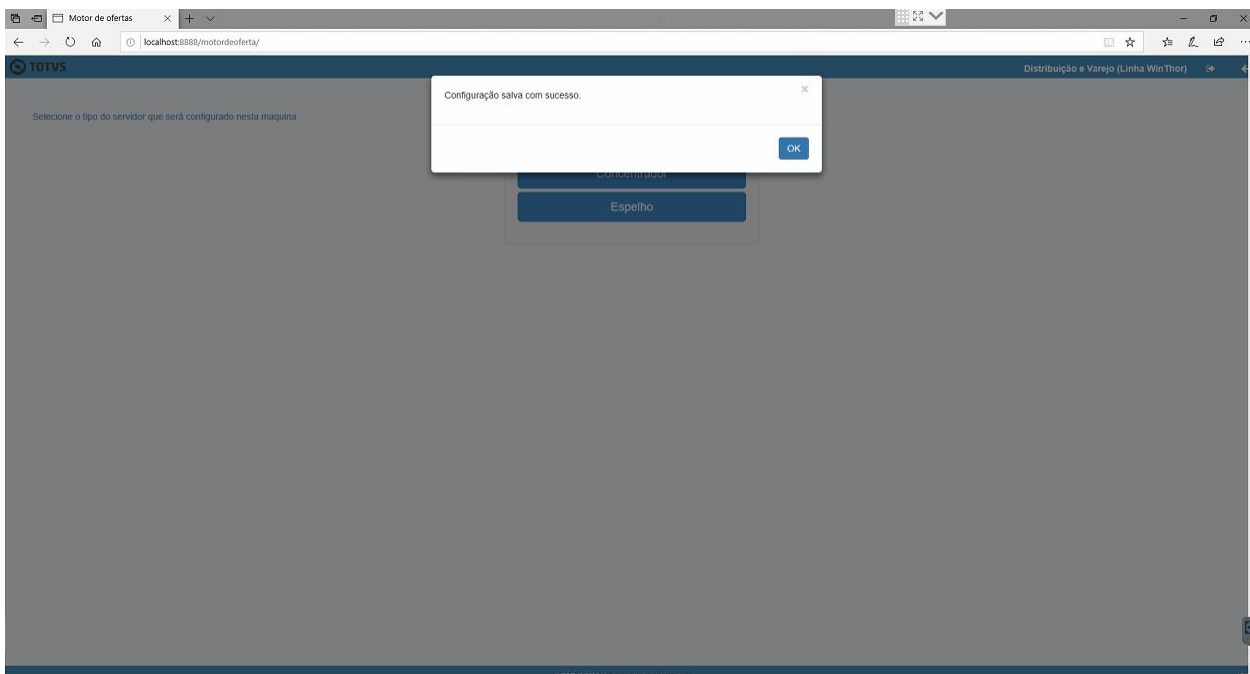 Motor de ofertas
localhost:8888/motordeoferta/
TOTVS
Distribuição e Varejo (Linha WinThor)
Configuração salva com sucesso.
×
Selecione o tipo do servidor que será configurado nesta maquina
OK
Concentrador
Espelho